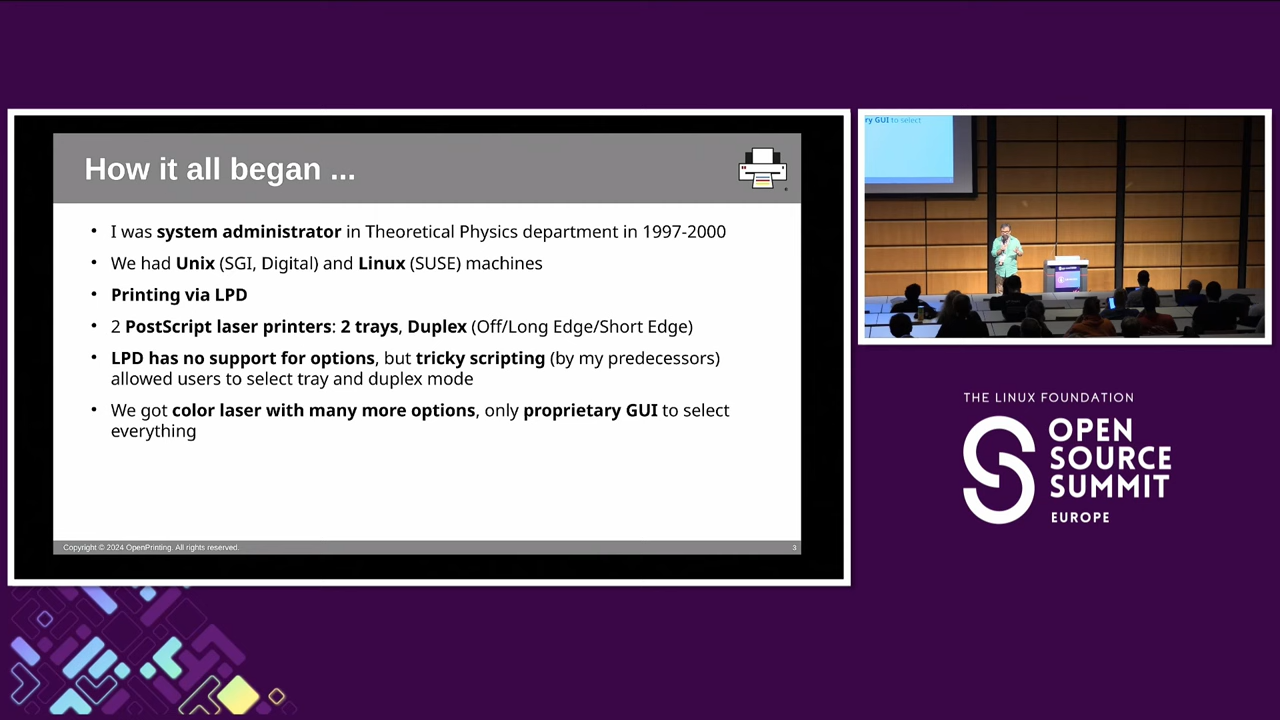 How it all began ...
• I was system administrator in Theoretical Physics department in 1997-2000
• We had Unix (SGI, Digital) and Linux (SUSE) machines
• Printing via LPD
• 2 PostScript laser printers: 2 trays, Duplex (Off/Long Edge/Short Edge)
• LPD has no support for options, but tricky scripting (by my predecessors)
allowed users to select tray and duplex mode
• We got color laser with many more options, only proprietary GUI to select
everything
Copyright © 2024 OpenPrinting. All rights reserved.
3
ry GUI to select
THE LINUX FOUNDATION
OPEN
SOURCE
SUMMIT
EUROPE